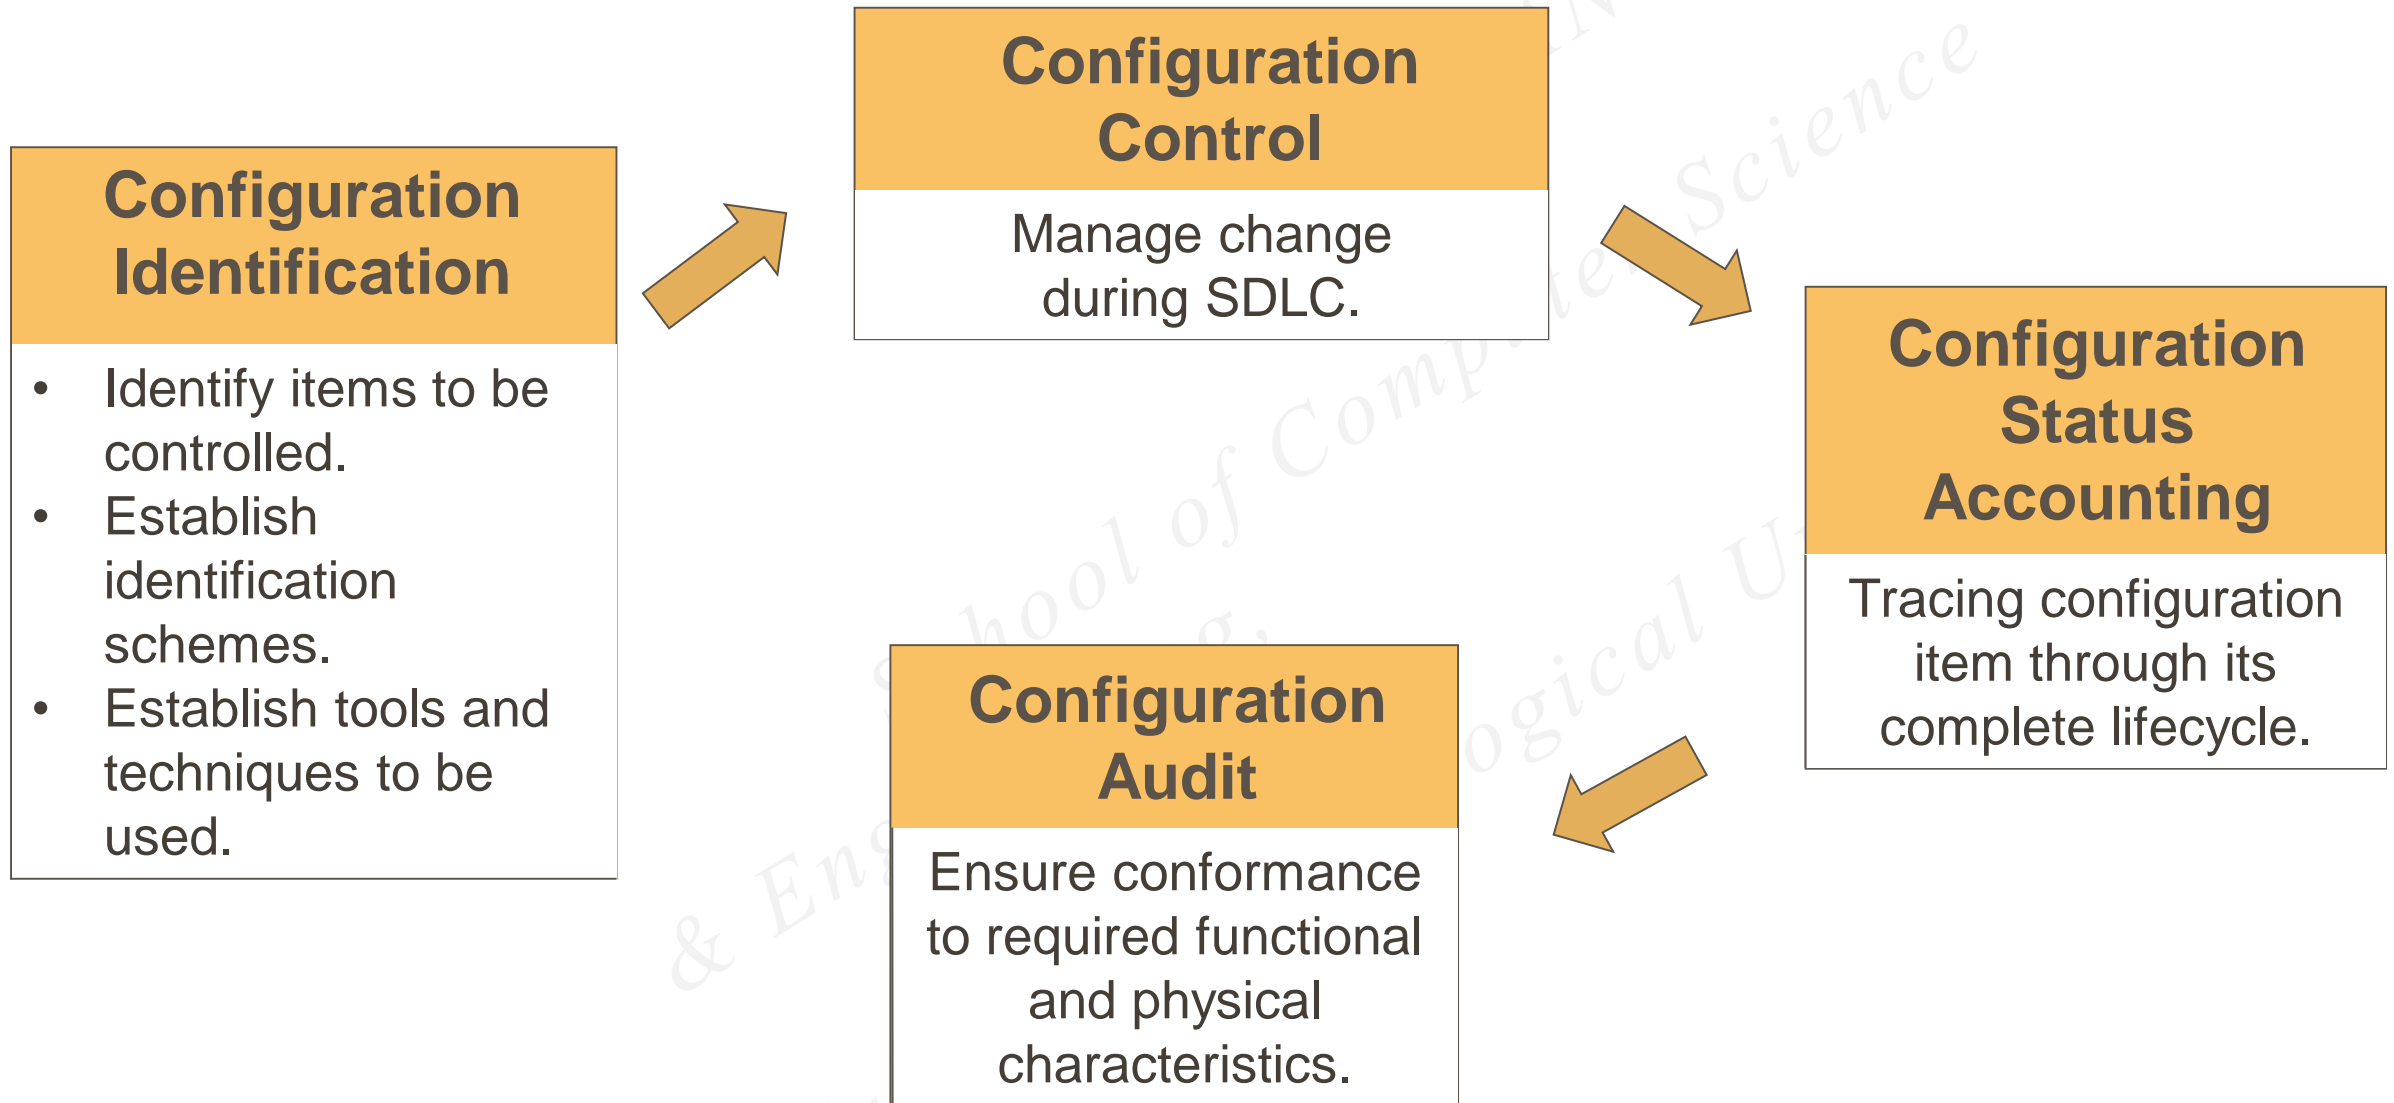 Configuration
Identification
• Identify items to be
controlled.
• Establish
identification
schemes.
• Establish tools and
techniques to be
used.
Configuration
Control
Manage change
during SDLC.
Configuration
Status
Accounting
Tracing configuration
item through its
complete lifecycle.
Configuration
Audit
Ensure conformance
to required functional
and physical
characteristics.
of
Science
&